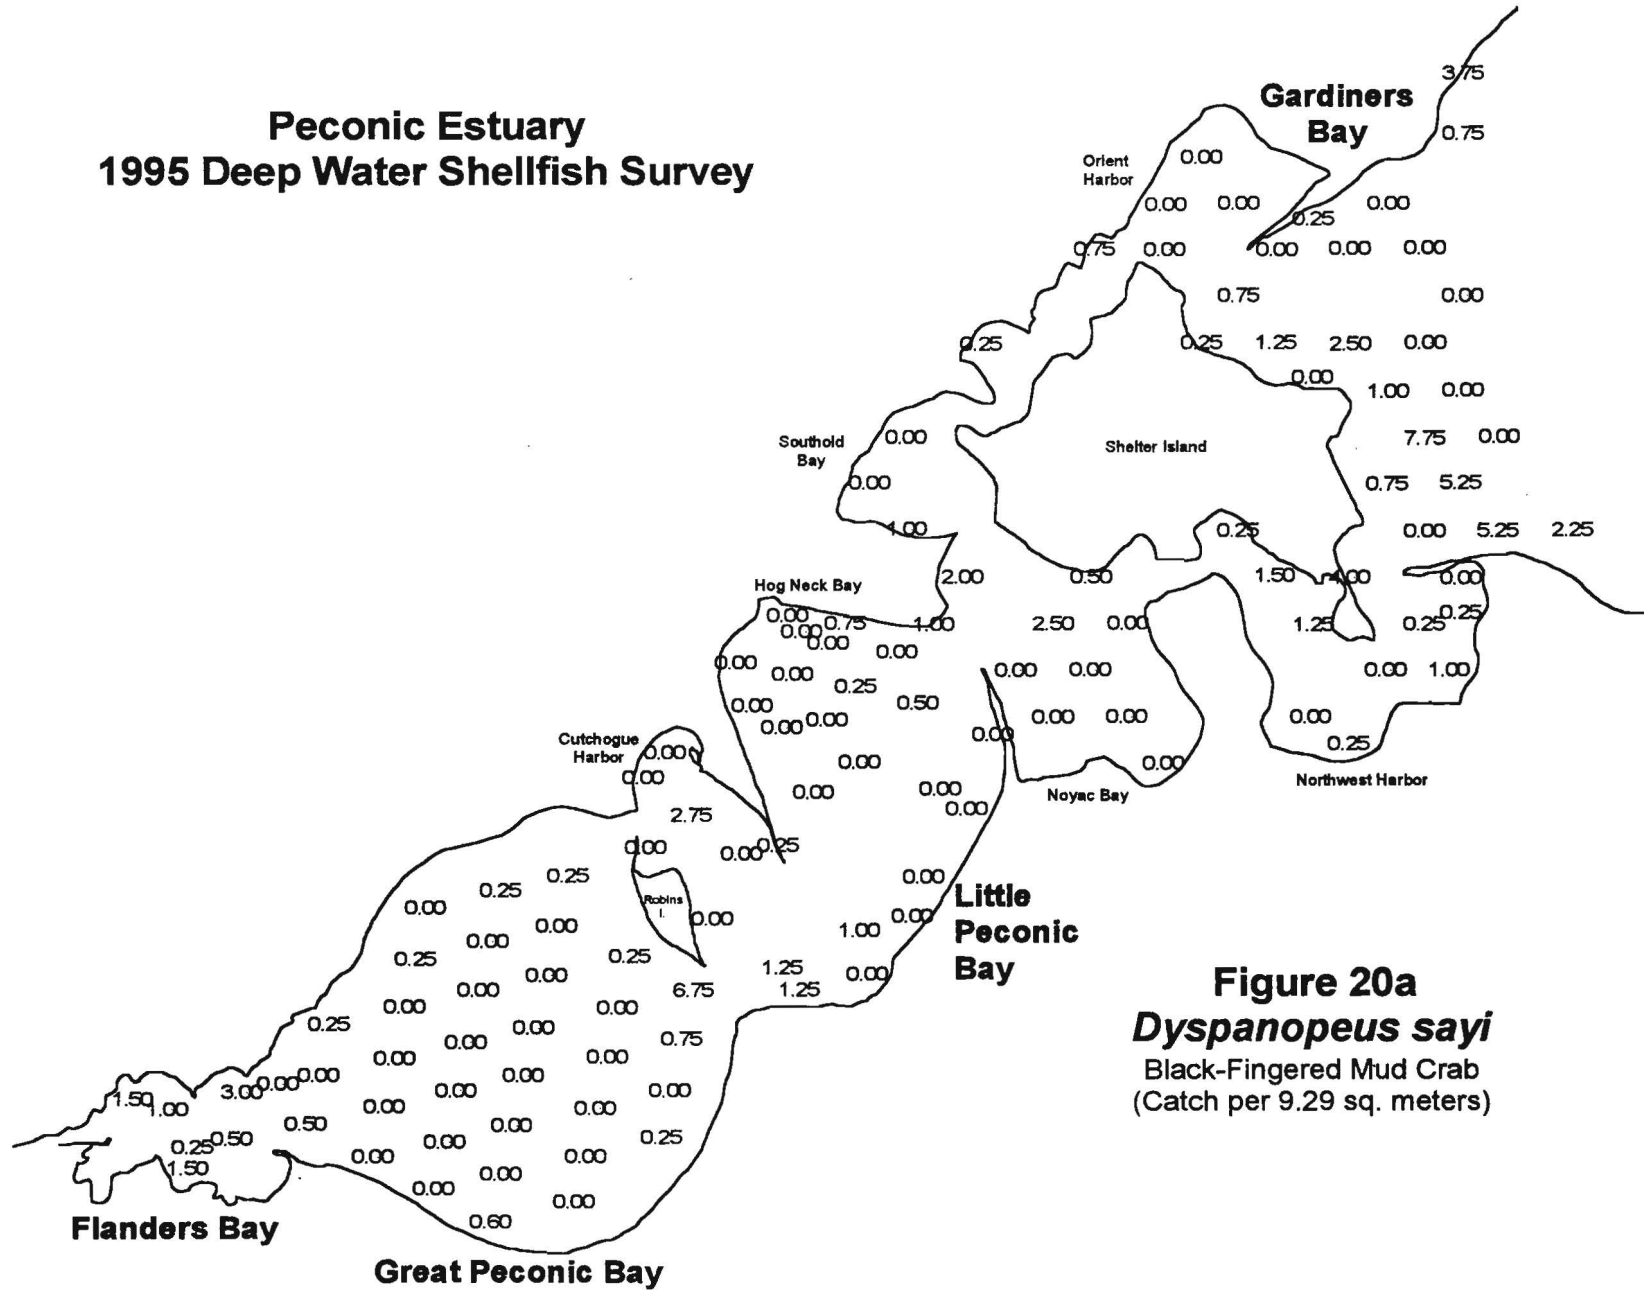 Peconic Estuary
1995 Deep Water Shellfish Survey
Gardiners
Bay
3.75
0.75
Orient
Harbor
0.00
0.00 0.00 0.25 0.00
0.75 0.00 0.00 0.00 0.00
0.75 0.00
0.25 0.25 1.25 2.50 0.00
0.00 1.00 0.00
Southold
Bay
0.00 Shelter Island 7.75 0.00
0.00 0.75 5.25
1.00 0.25 0.00 5.25 2.25
Hog Neck Bay 2.00 0.50 1.50 4.00 0.00
0.00 0.75 1.00 2.50 0.00 1.25 0.25 0.25
0.00 0.00 0.00
0.00 0.00 0.00 0.00 0.00 1.00
0.25 0.50
0.00 0.00 0.00 0.00 0.00 0.00
0.00 0.25
Cutchogue
Harbor
0.00 0.00 0.00
0.00 0.00 0.00
0.00
Noyac Bay
Northwest Harbor
2.75
0.00 0.00 0.25
0.25 0.25 0.00
0.00 Robins
I.
Little
Peconic
Bay
0.00 0.00 0.00 1.00 0.00
0.25 0.00 0.25 1.25 0.00
0.00 0.00 0.00 6.75 1.25
0.25 0.00 0.00 0.75
0.00 0.00
1.50 1.00 3.00 0.00 0.00 0.00 0.00 0.00
0.00 0.00 0.50 0.00 0.25
0.25 0.50 0.00 0.00 0.00
1.50 0.00 0.00 0.00
0.60
Flanders Bay
Great Peconic Bay
Figure 20a
Dyspanopeus sayi
Black-Fingered Mud Crab
(Catch per 9.29 sq. meters)